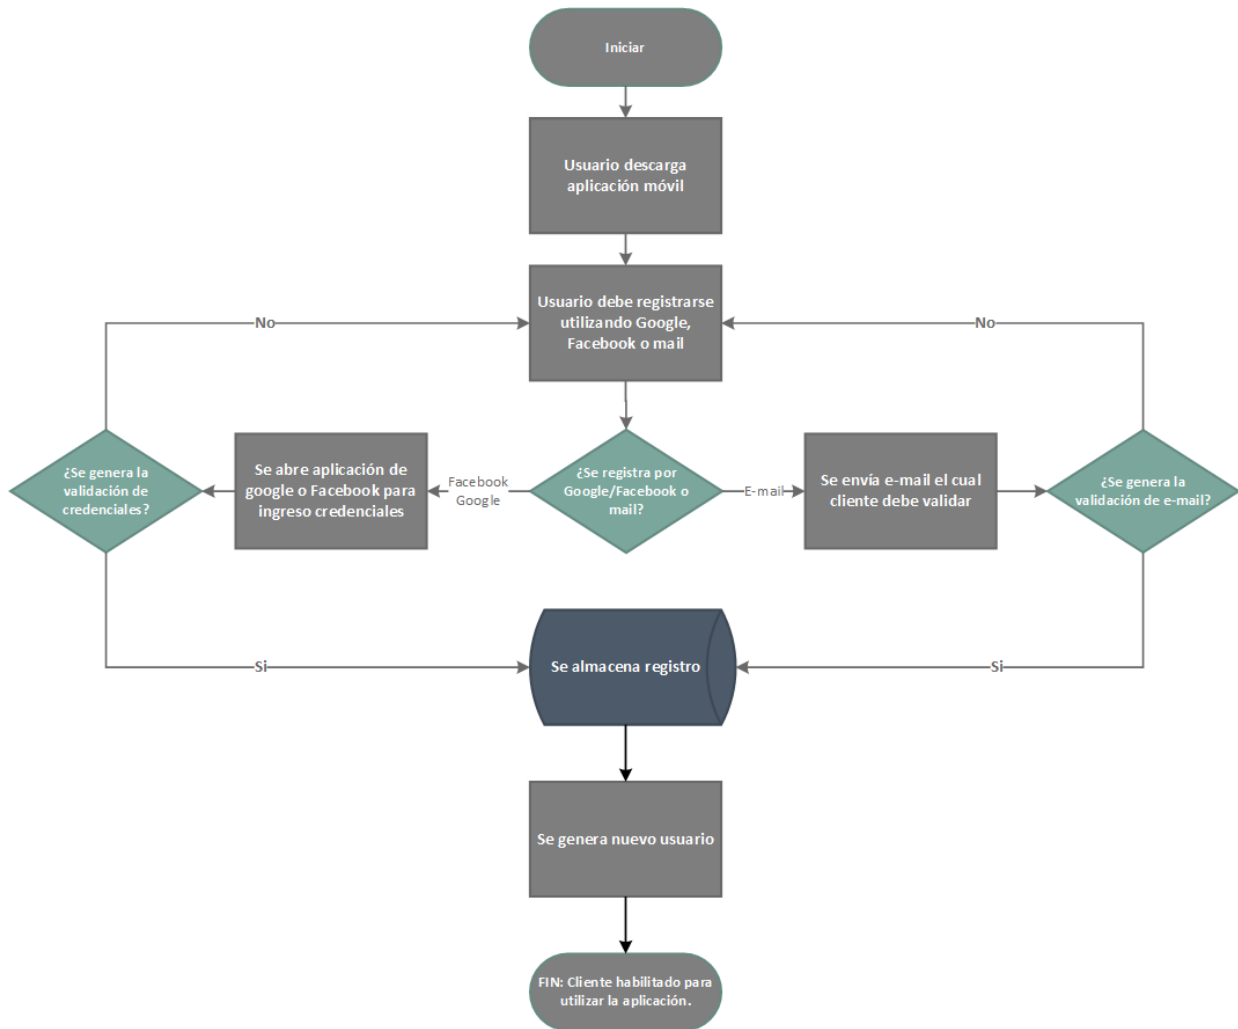 Iniciar
Usuario descarga
aplicación móvil
Usuario debe registrarse
utilizando Google,
Facebook o mail
No
No
¿Se genera la
validación de
credenciales?
Se abre aplicación de
google o Facebook para
ingreso credenciales
Facebook
Google
¿Se registra por
Google/Facebook o
mail?
E-mail
Se envía e-mail el cual
cliente debe validar
¿Se genera la
validación de e-mail?
Si
Se almacena registro
Si
Se genera nuevo usuario
FIN: Cliente habilitado para
utilizar la aplicación.